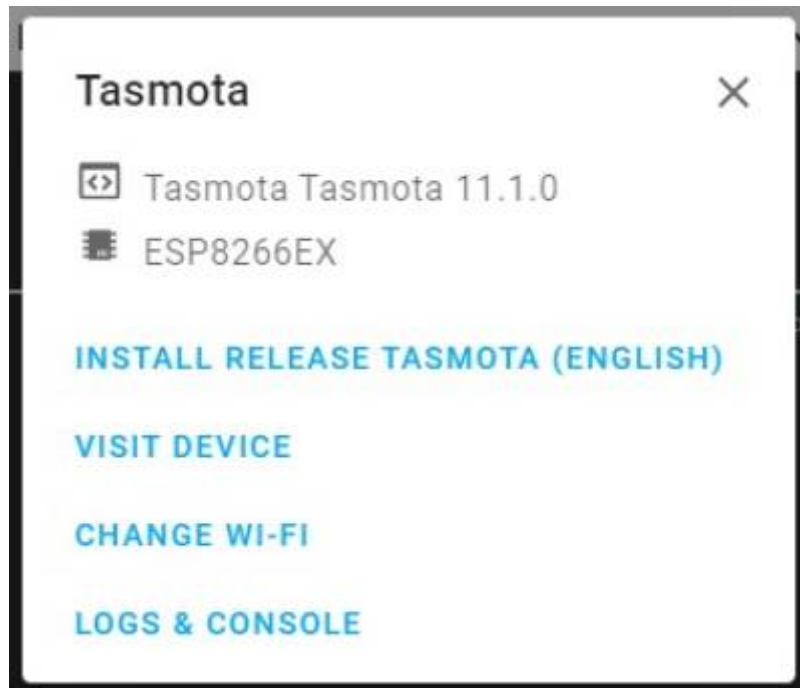 Tasmota
Tasmota Tasmota 11.1.0
ESP8266EX
INSTALL RELEASE TASMOTA (ENGLISH)
VISIT DEVICE
CHANGE WI-FI
LOGS & CONSOLE